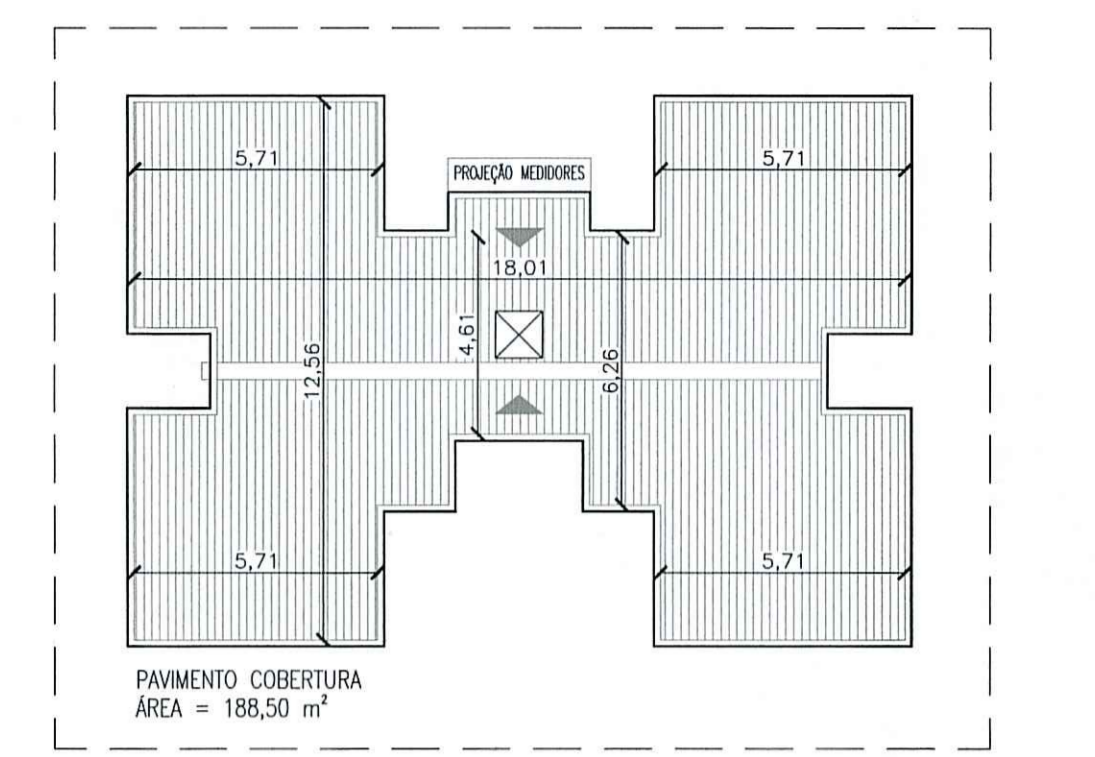 5,71
5,71
PROJEÇÃO MEDIDORES
18,01
4,61
12,56
6,26
5,71
5,71
PAVIMENTO COBERTURA
ÁREA = 188,50 m²